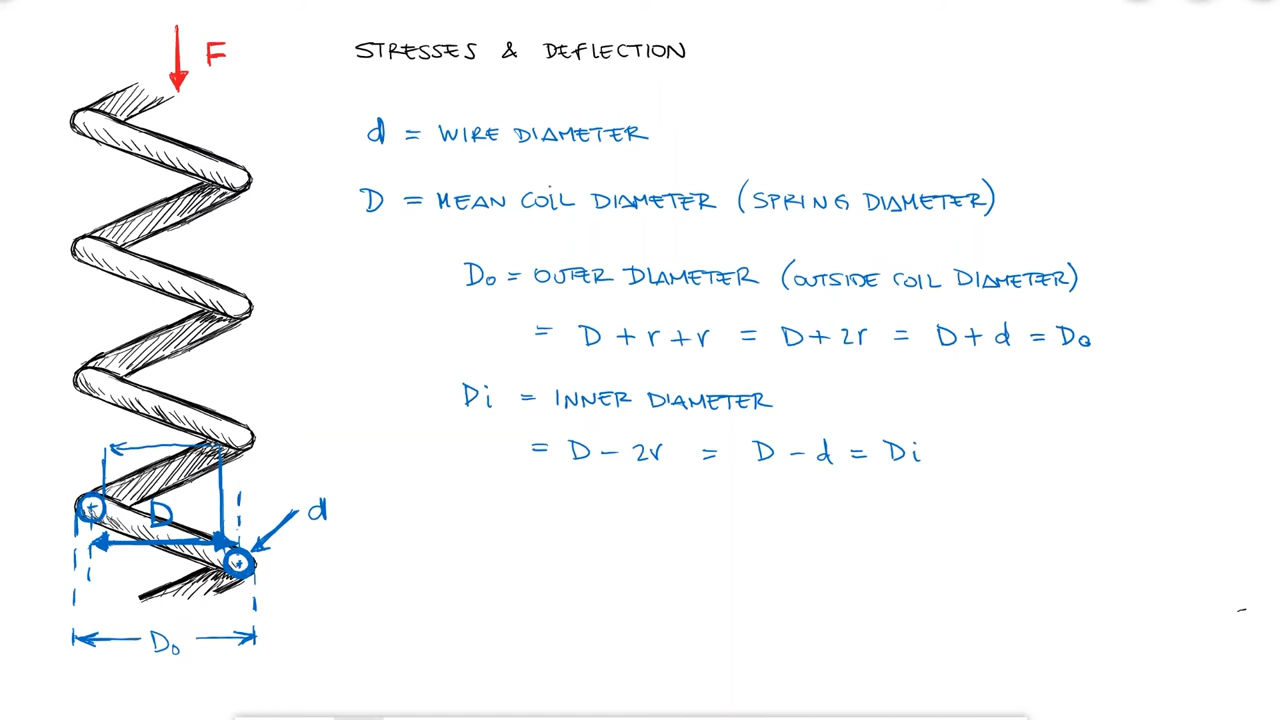 F
STRESSES & DEFLECTION
d = WIRE DIAMETER
D = MEAN COIL DIAMETER (SPRING DIAMETER)
Do = OUTER DIAMETER (OUTSIDE COIL DIAMETER)
= D + r + r = D + 2r = D + d = Do
Di = INNER DIAMETER
= D - 2r = D - d = Di
D
d
Do